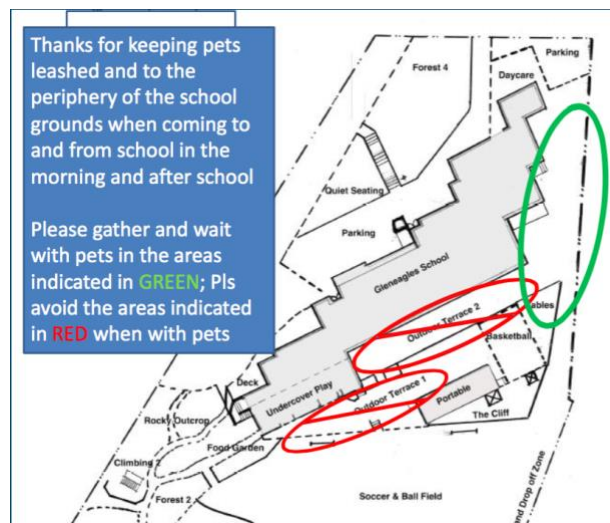 Thanks for keeping pets
leashed and to the
periphery of the school
grounds when coming to
and from school in the
morning and after school
Please gather and wait
with pets in the areas
indicated in GREEN; Pls
avoid the areas indicated
in RED when with pets
Parking
Forest 4
Daycare
Quiet Seating
Parking
Gleneagles School
Outdoor Terrace 2
ables
Basketball
Deck
Undercover Play
Outdoor Terrace 1
Portable
Rocky Outcrop
The Cliff
Food Garden
Climbing 2
Forest 2
Soccer & Ball Field
nd Drop off Zone